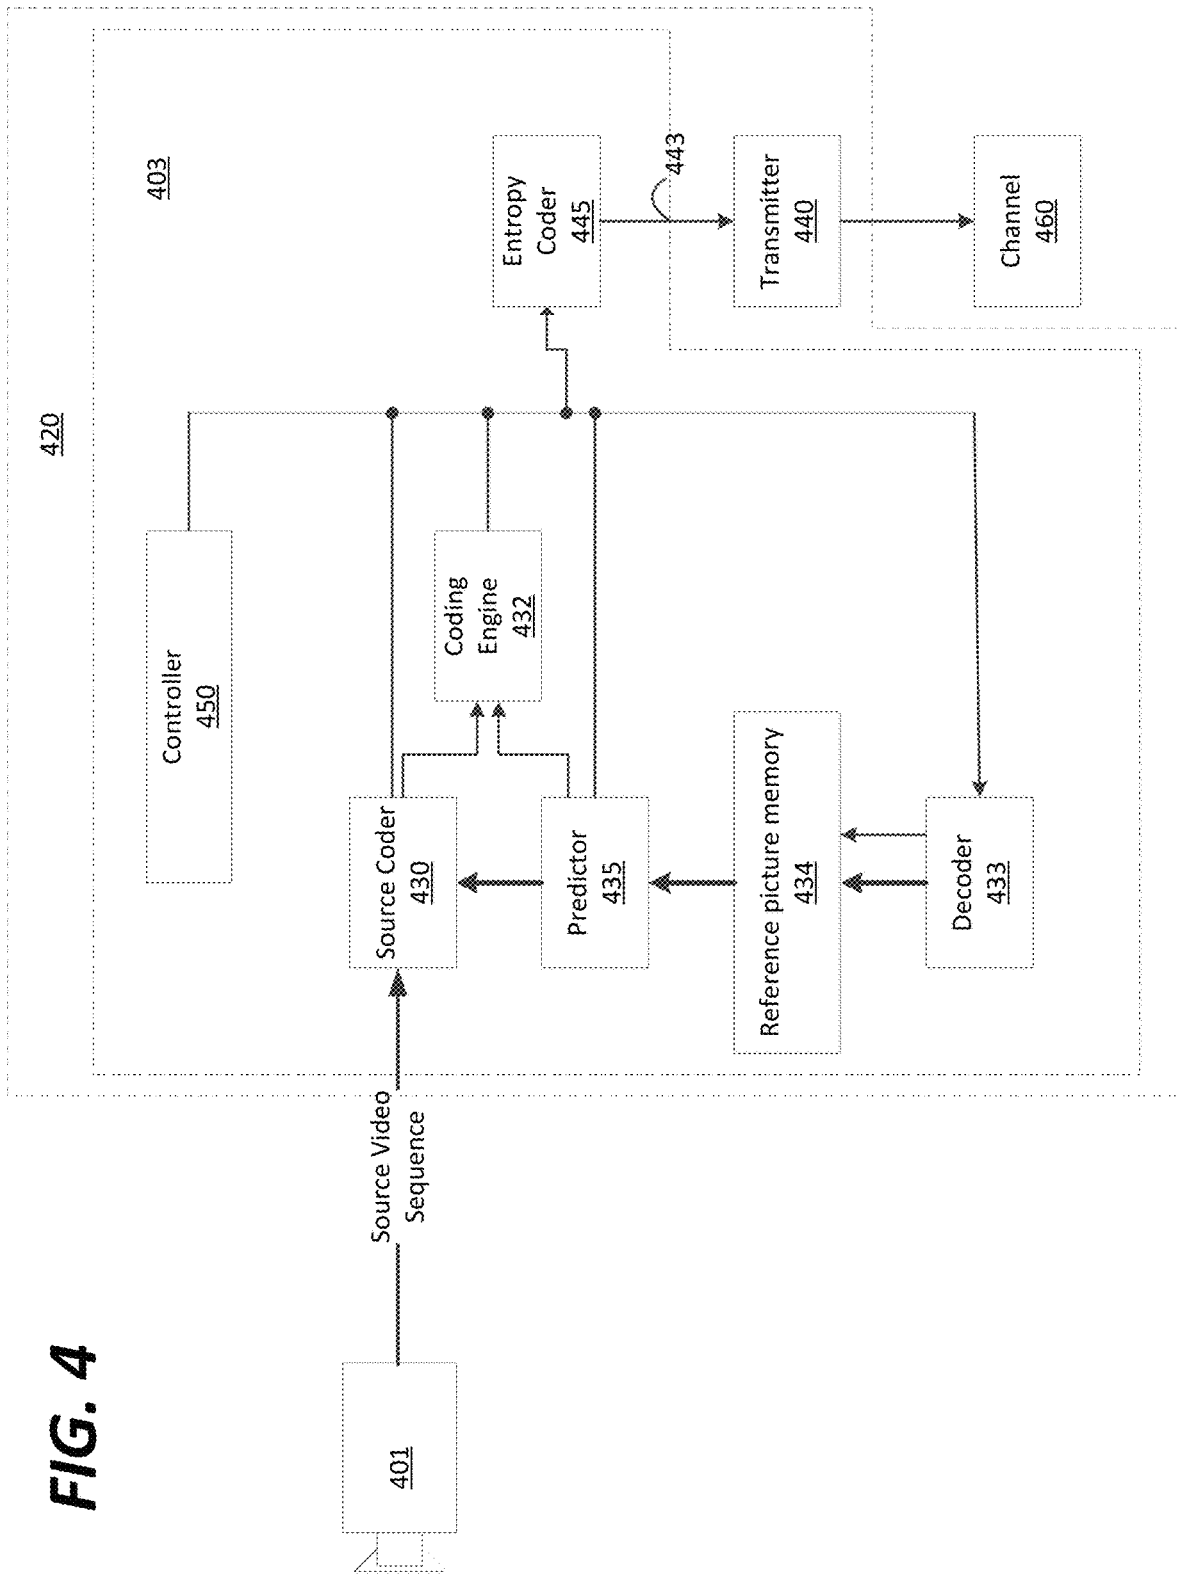 FIG. 4
420
403
Controller
450
401
Source Video
Sequence
Source Coder
430
Coding
Engine
432
Entropy
Coder
445
443
Predictor
435
Reference picture memory
434
Transmitter
440
Decoder
433
Channel
460